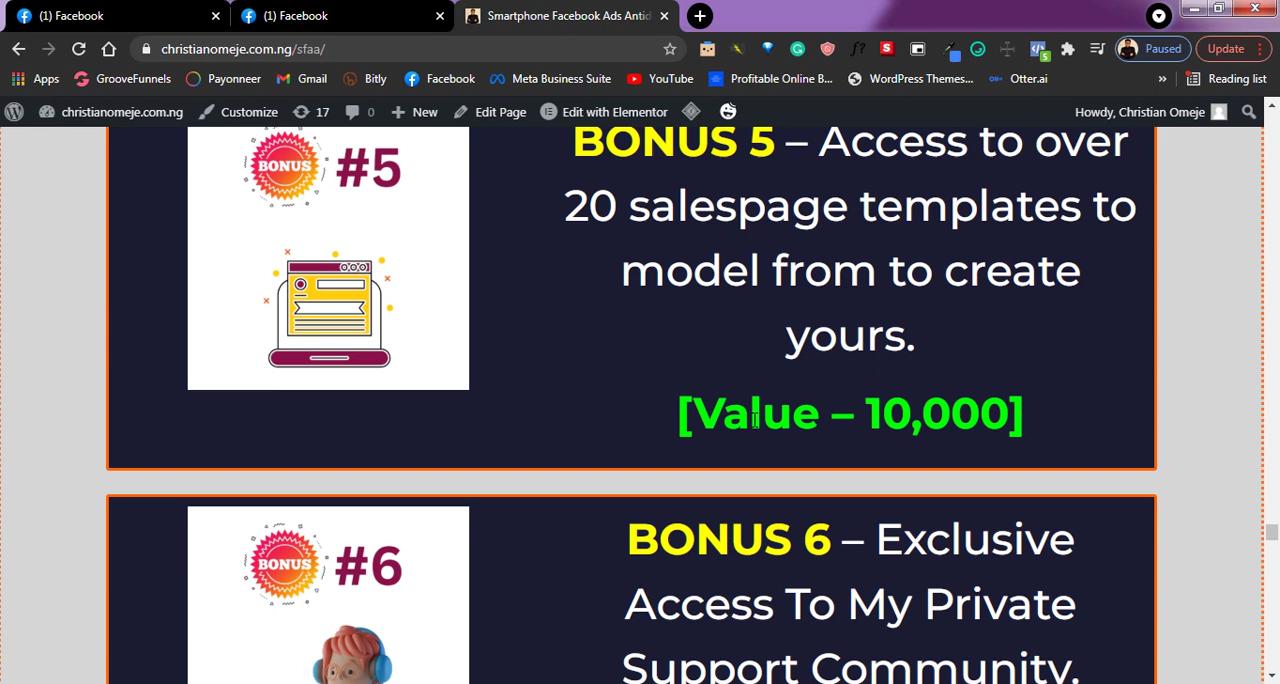 (1) Facebook
(1) Facebook
Smartphone Facebook Ads Antid
christianomeje.com.ng/sfaa/
Paused
Update
Apps
GrooveFunnels
Payonneer
Gmail
Bitly
Facebook
Meta Business Suite
YouTube
Profitable Online B...
WordPress Themes...
Otter.ai
»
Reading list
christianomeje.com.ng
Customize
17
0
New
Edit Page
Edit with Elementor
Howdy, Christian Omeje
BONUS
#5
BONUS 5 – Access to over
20 salespage templates to
model from to create
yours.
[Value – 10,000]
BONUS
#6
BONUS 6 – Exclusive
Access To My Private
Support Community.